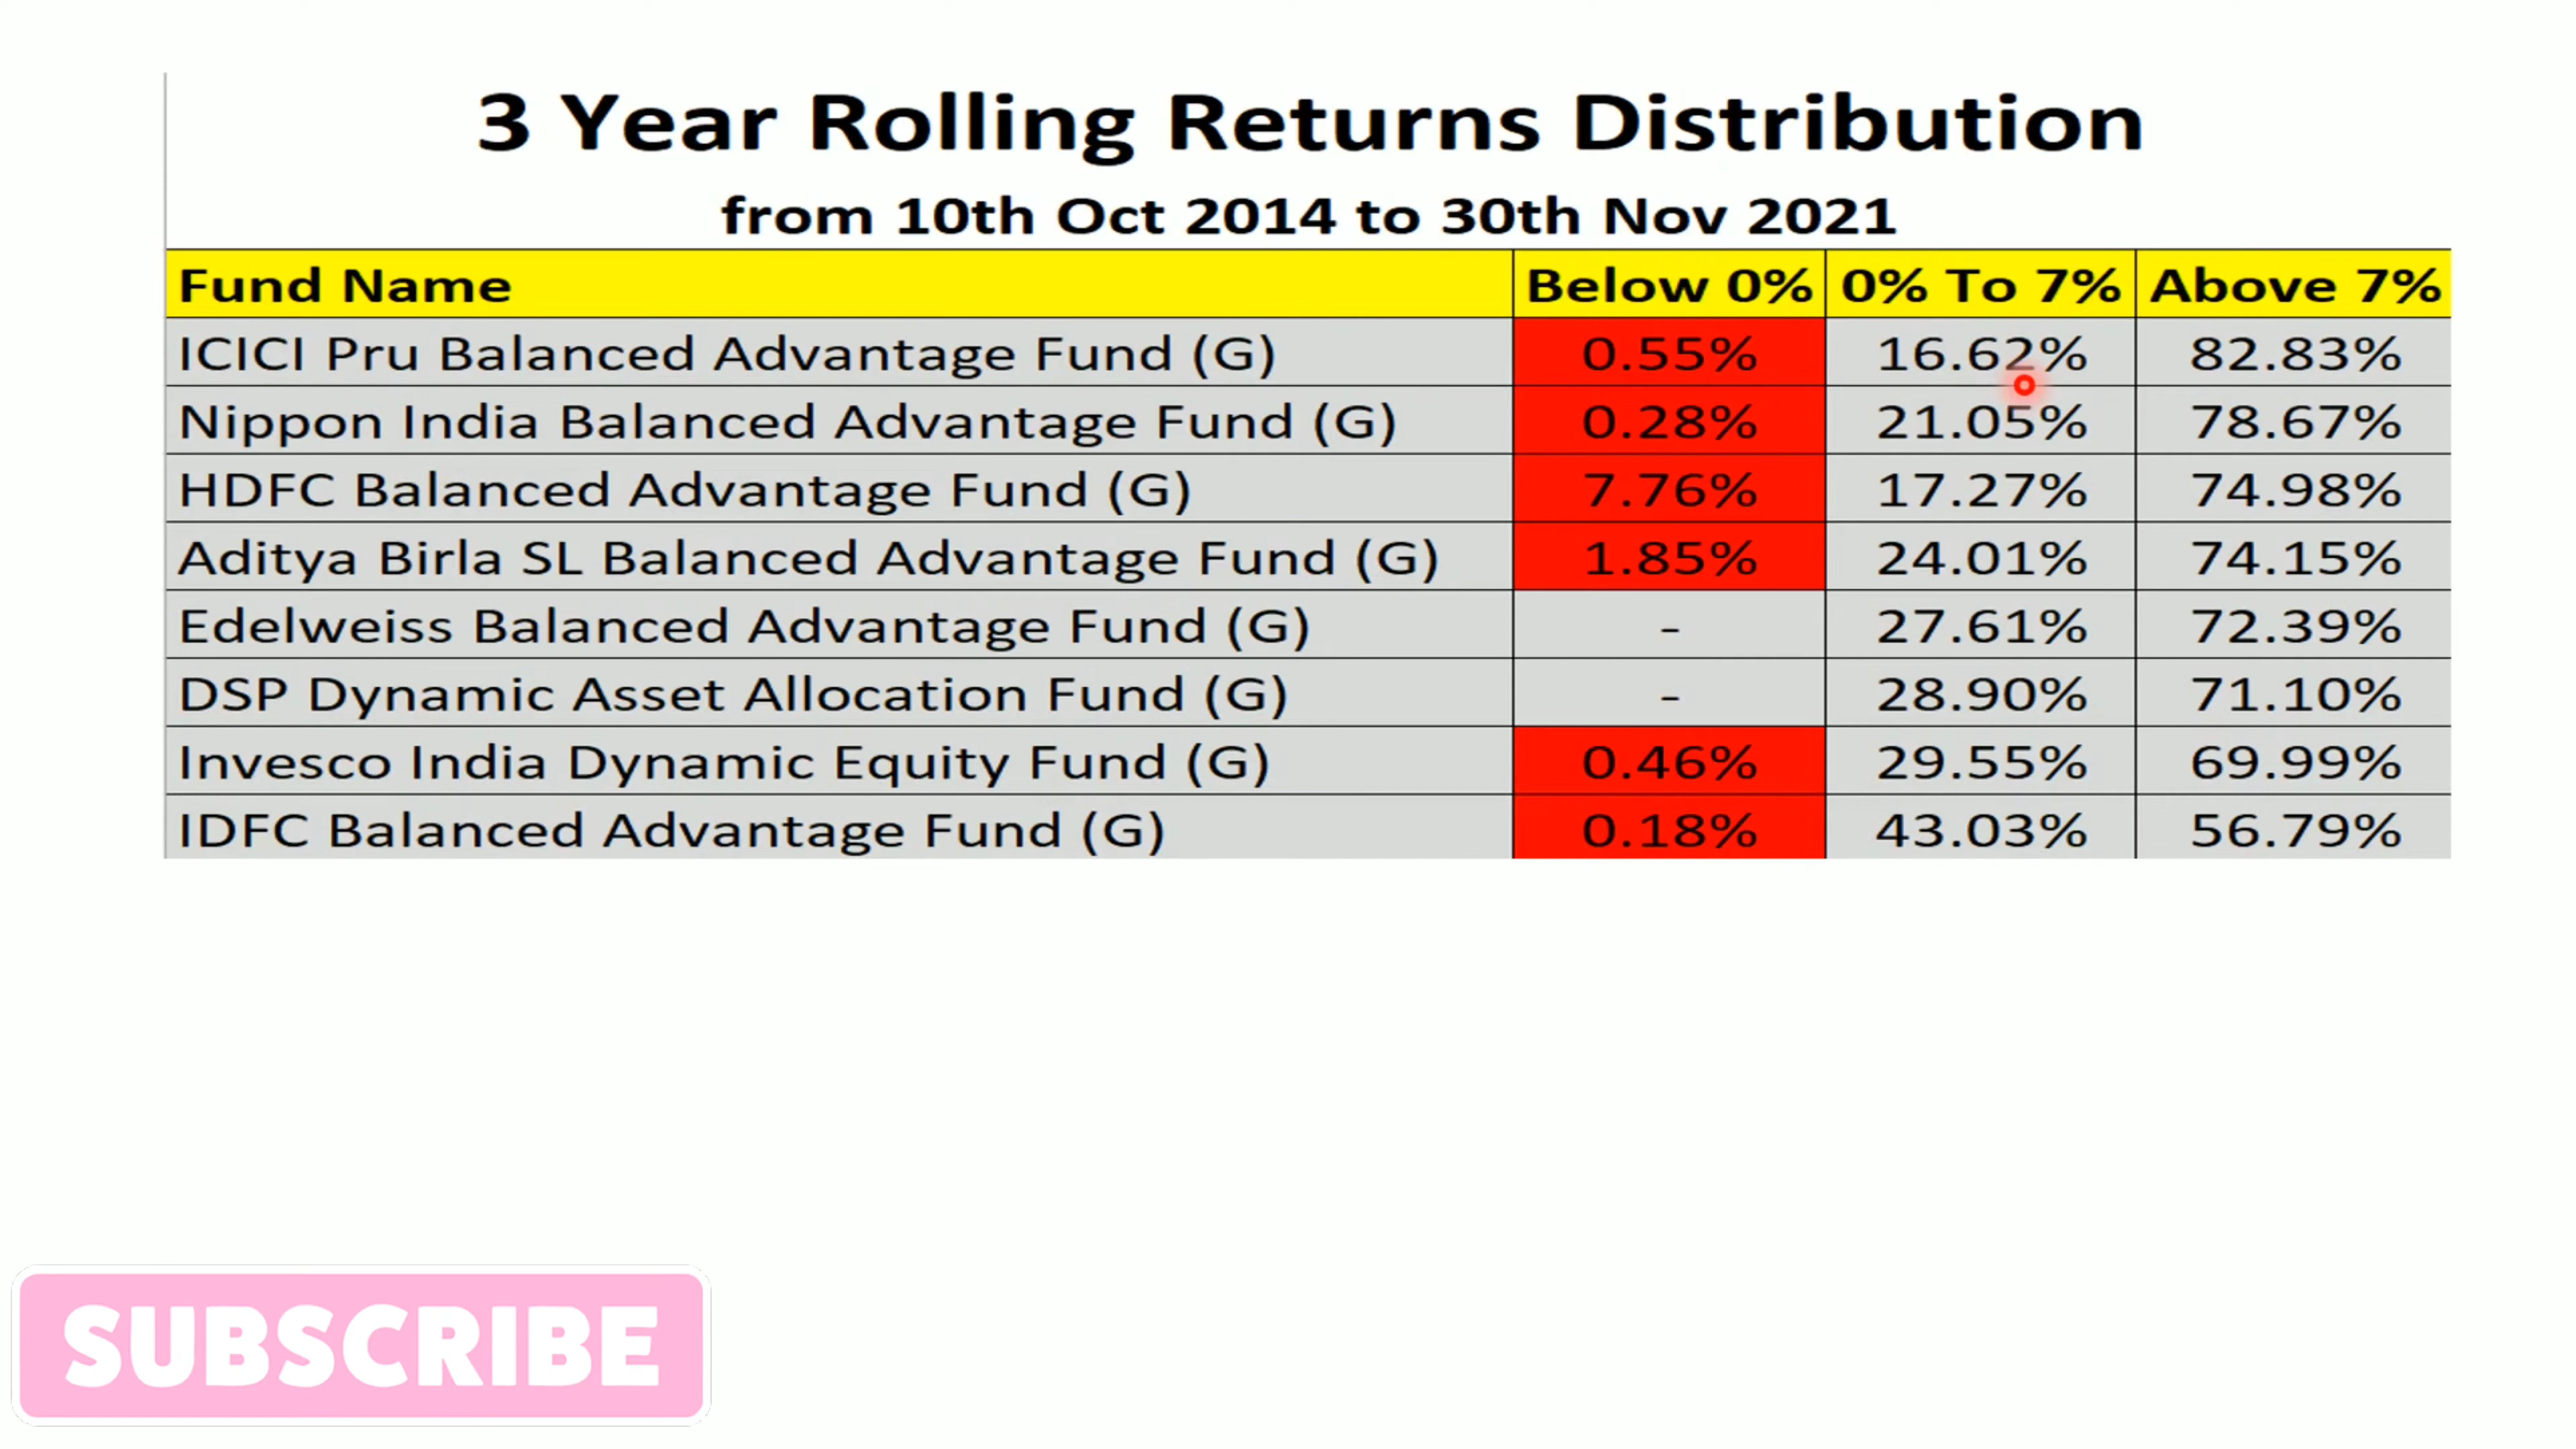 3 Year Rolling Returns Distribution
from 10th Oct 2014 to 30th Nov 2021
Fund Name Below 0% 0% To 7% Above 7%
ICICI Pru Balanced Advantage Fund (G) 0.55% 16.62% 82.83%
Nippon India Balanced Advantage Fund (G) 0.28% 21.05% 78.67%
HDFC Balanced Advantage Fund (G) 7.76% 17.27% 74.98%
Aditya Birla SL Balanced Advantage Fund (G) 1.85% 24.01% 74.15%
Edelweiss Balanced Advantage Fund (G) - 27.61% 72.39%
DSP Dynamic Asset Allocation Fund (G) - 28.90% 71.10%
Invesco India Dynamic Equity Fund (G) 0.46% 29.55% 69.99%
IDFC Balanced Advantage Fund (G) 0.18% 43.03% 56.79%
SUBSCRIBE